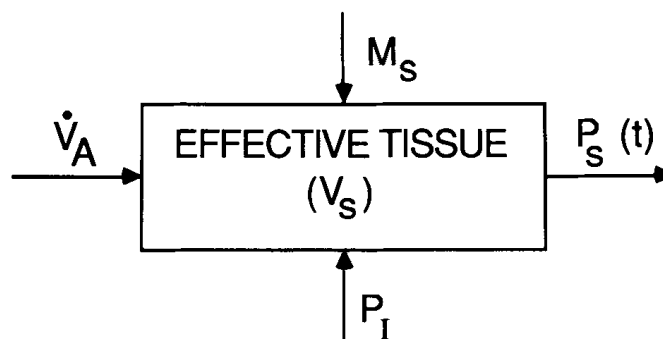 M_S
V̇_A
EFFECTIVE TISSUE
(V_S)
P_S (t)
P_I